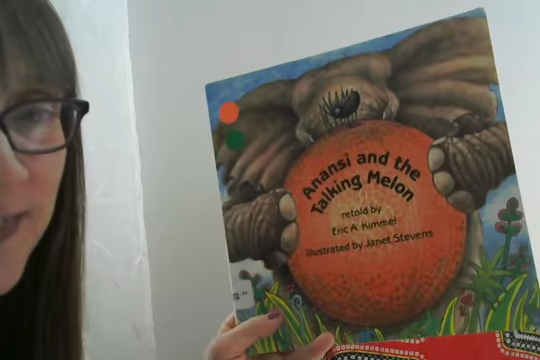 Anansi and the
Talking Melon
retold by
Eric A. Kimmel
illustrated by Janet Stevens